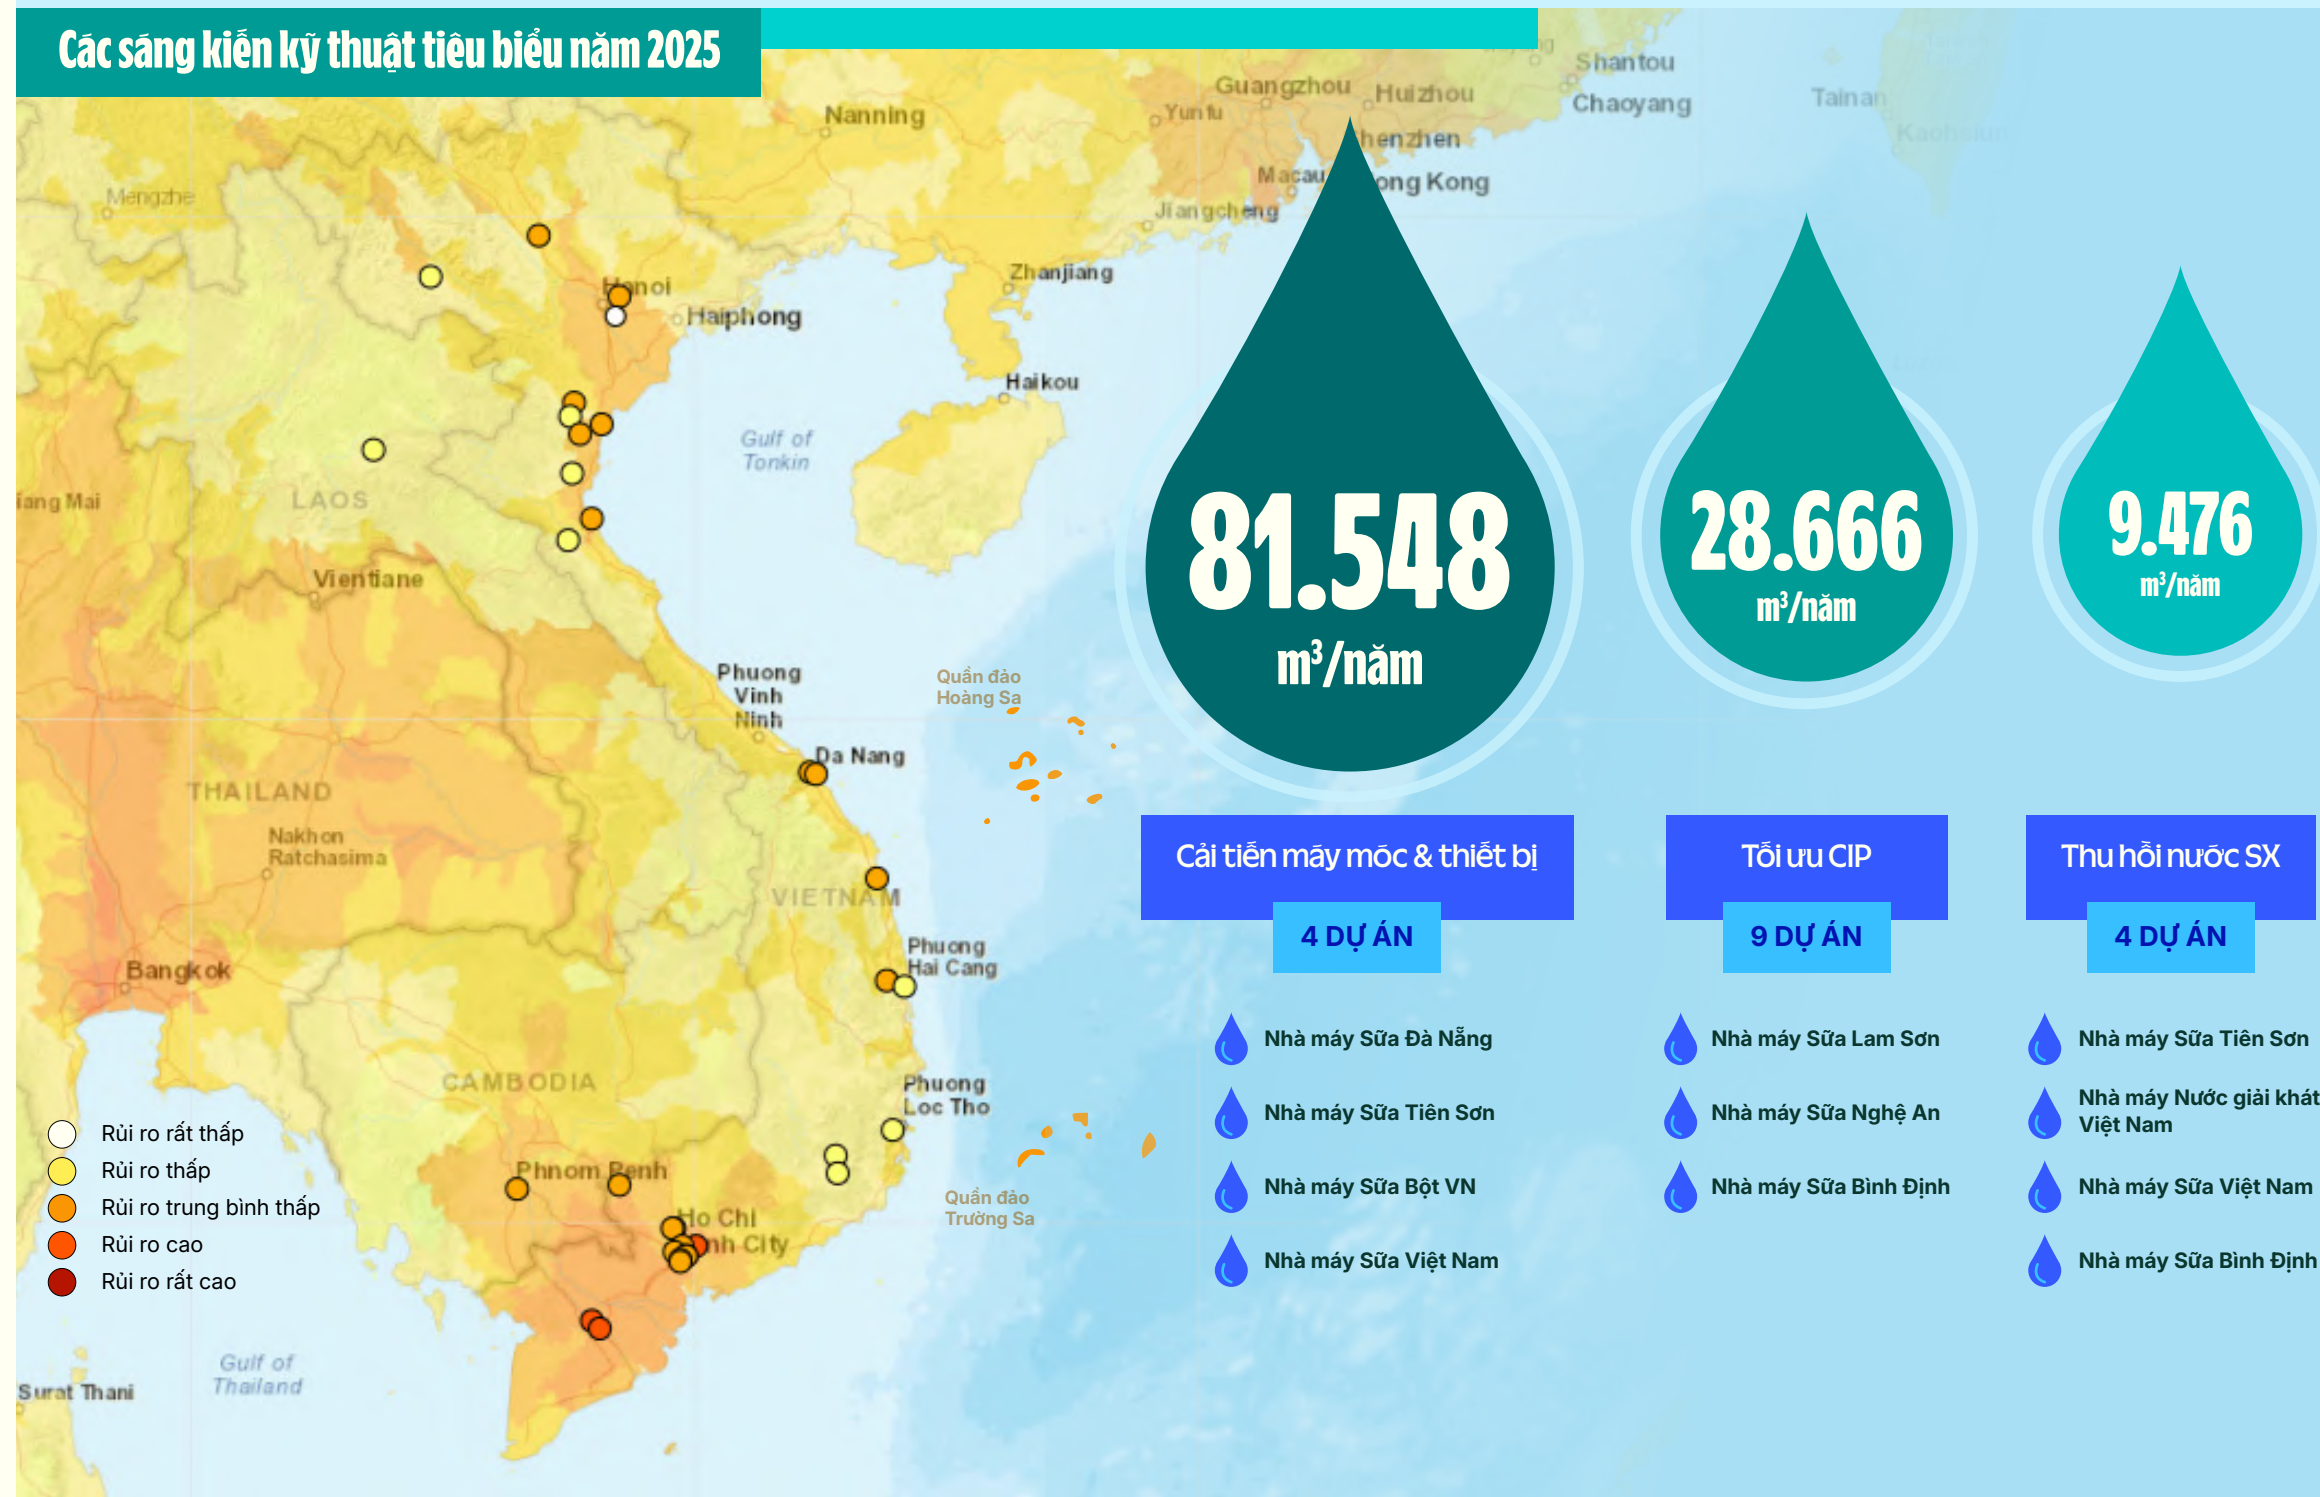 Các sáng kiến kỹ thuật tiêu biểu năm 2025
Shantou
Guangzhou
Huizhou
Chaoyang
Tainan
Nanning
Yunfu
henzhen
Macau
ong Kong
Mengzhe
Jiangcheng
Hanoi
Haiphong
Zhanjiang
Haikou
Gulf of
Tonkin
iang Mai
LAOS
Vientiane
Phuong
Vinh
Ninh
Da Nang
Quần đảo
Hoàng Sa
THAILAND
Nakhon
Ratchasima
VIETNAM
Phuong
Hai Cang
Bangkok
CAMBODIA
Phuong
Loc Tho
Phnom Penh
Ho Chi
nh City
Quần đảo
Trường Sa
Gulf of
Thailand
Surat Thani
Rủi ro rất thấp
Rủi ro thấp
Rủi ro trung bình thấp
Rủi ro cao
Rủi ro rất cao
81.548
m³/năm
Cải tiến máy móc & thiết bị
4 DỰ ÁN
Nhà máy Sữa Đà Nẵng
Nhà máy Sữa Tiên Sơn
Nhà máy Sữa Bột VN
Nhà máy Sữa Việt Nam
28.666
m³/năm
Tối ưu CIP
9 DỰ ÁN
Nhà máy Sữa Lam Sơn
Nhà máy Sữa Nghệ An
Nhà máy Sữa Bình Định
9.476
m³/năm
Thu hồi nước SX
4 DỰ ÁN
Nhà máy Sữa Tiên Sơn
Nhà máy Nước giải khát
Việt Nam
Nhà máy Sữa Việt Nam
Nhà máy Sữa Bình Định